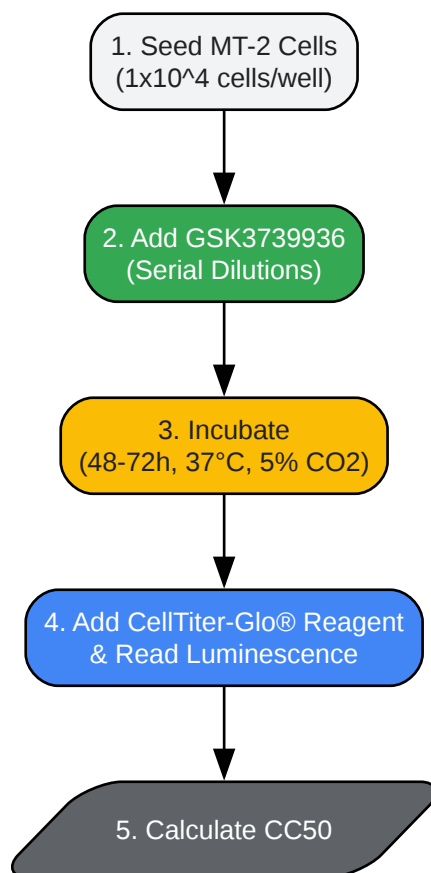 1. Seed MT-2 Cells
(1x10^4 cells/well)
2. Add GSK3739936
(Serial Dilutions)
3. Incubate
(48-72h, 37°C, 5% CO2)
4. Add CellTiter-Glo® Reagent
& Read Luminescence
5. Calculate CC50